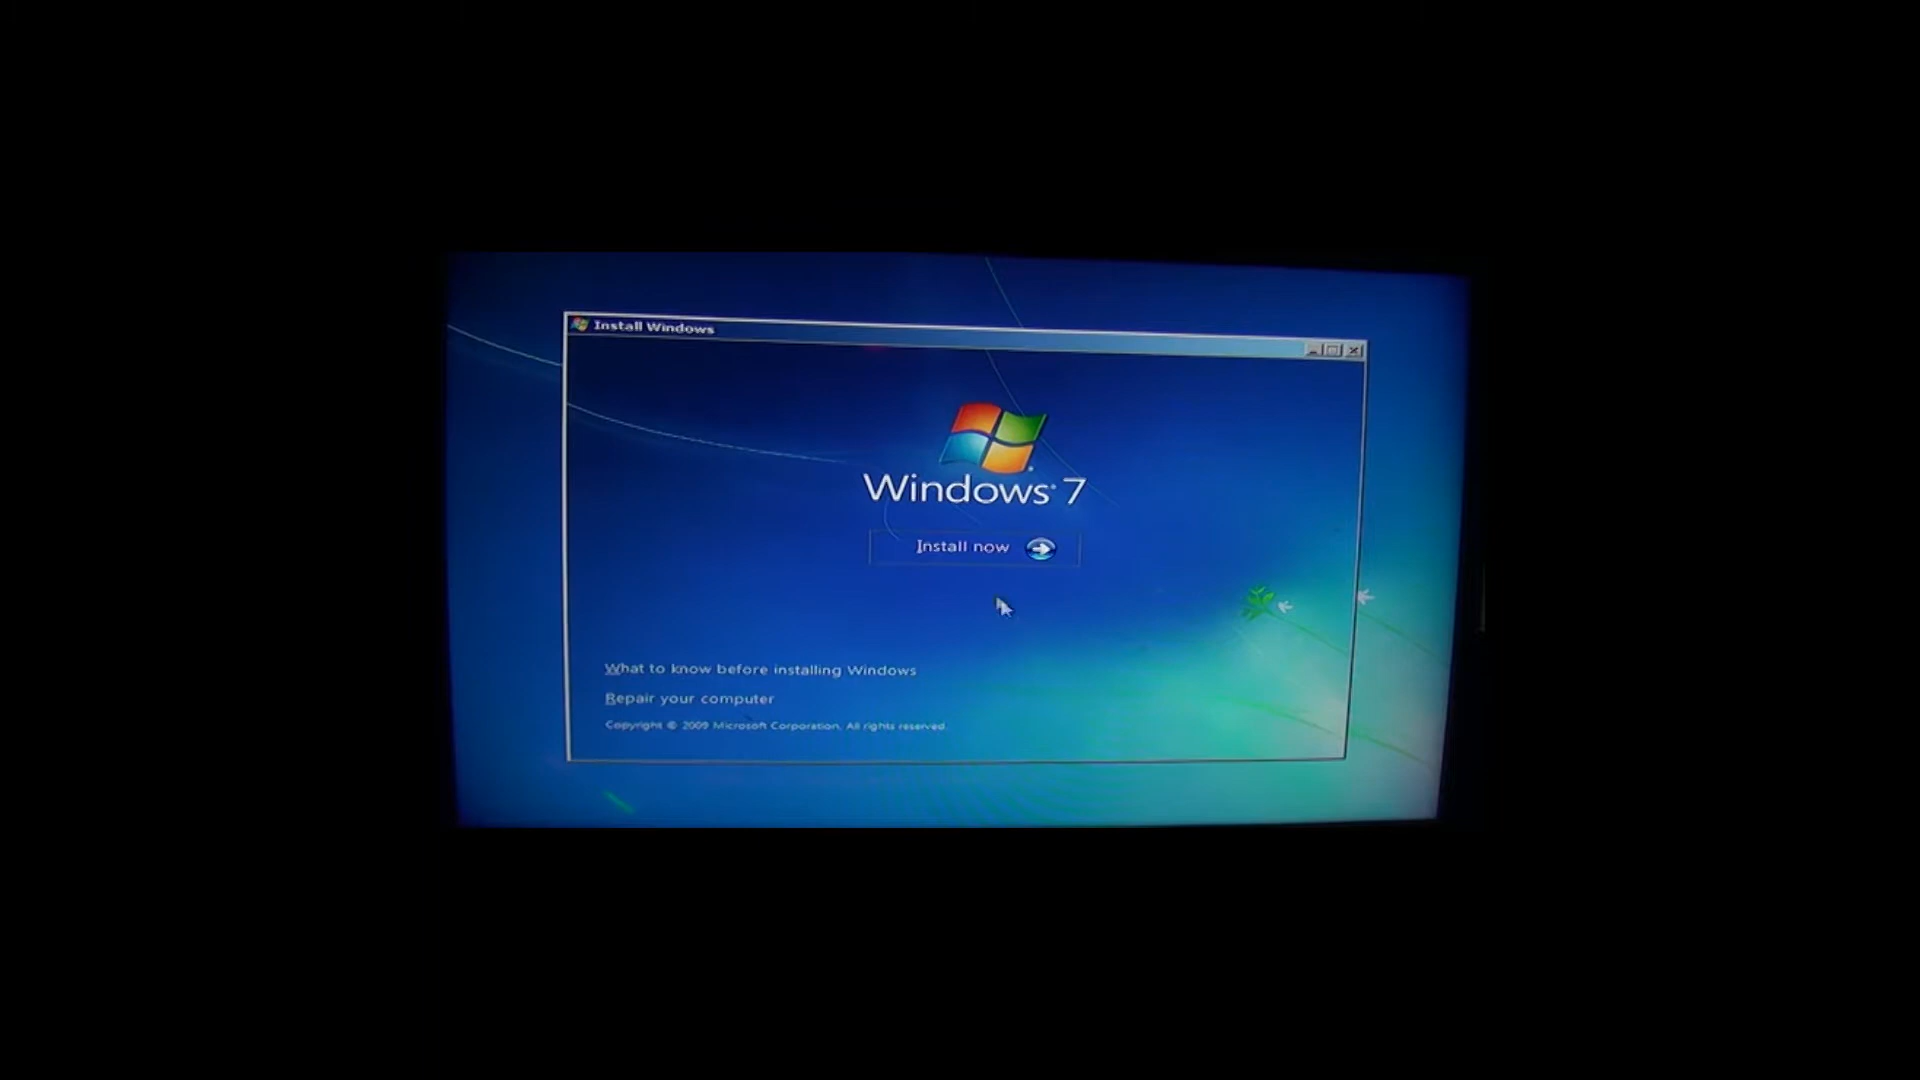 Install Windows
Windows® 7
Install now
What to know before installing Windows
Repair your computer
Copyright © 2009 Microsoft Corporation. All rights reserved.